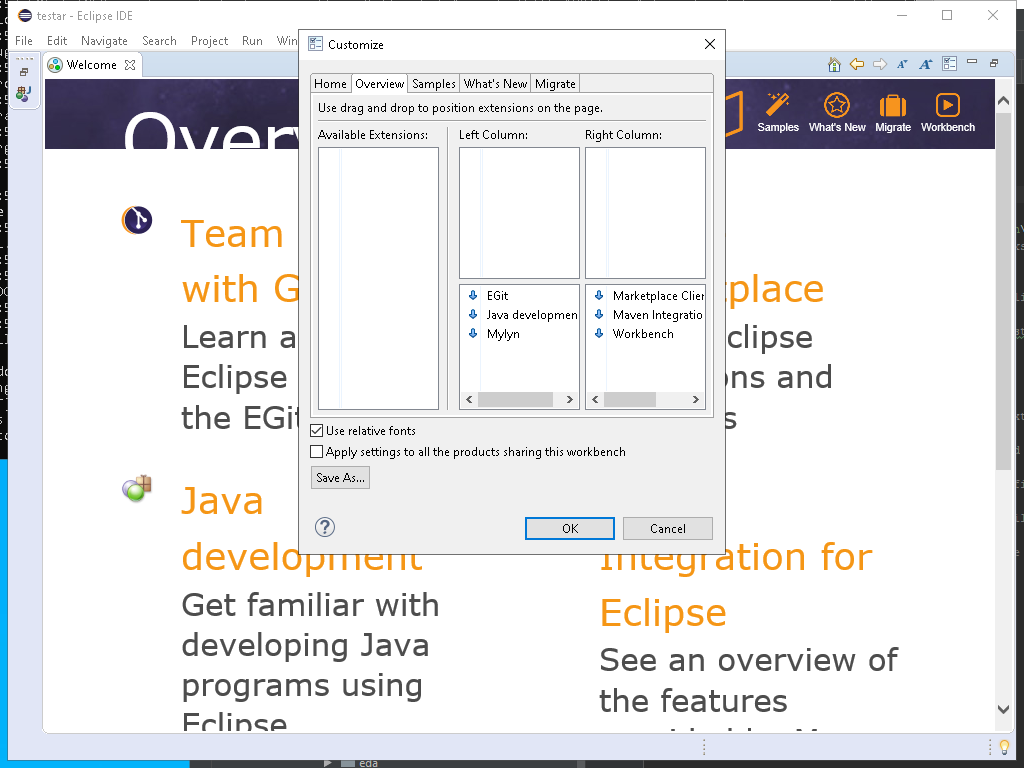 testar - Eclipse IDE
File Edit Navigate Search Project Run Win
Customize
Welcome
Home Overview Samples What's New Migrate
Use drag and drop to position extensions on the page.
Available Extensions: Left Column: Right Column:
Samples What's New Migrate Workbench
EGit
Java developmen
Mylyn
Marketplace Clier
Maven Integratio
Workbench
Use relative fonts
Apply settings to all the products sharing this workbench
Save As...
OK Cancel
Team
with G
Learn a
Eclipse
the EGit
place
clipse
ons and
s
Java
development
Get familiar with
developing Java
programs using
Eclipse
Integration for
Eclipse
See an overview of
the features
eda